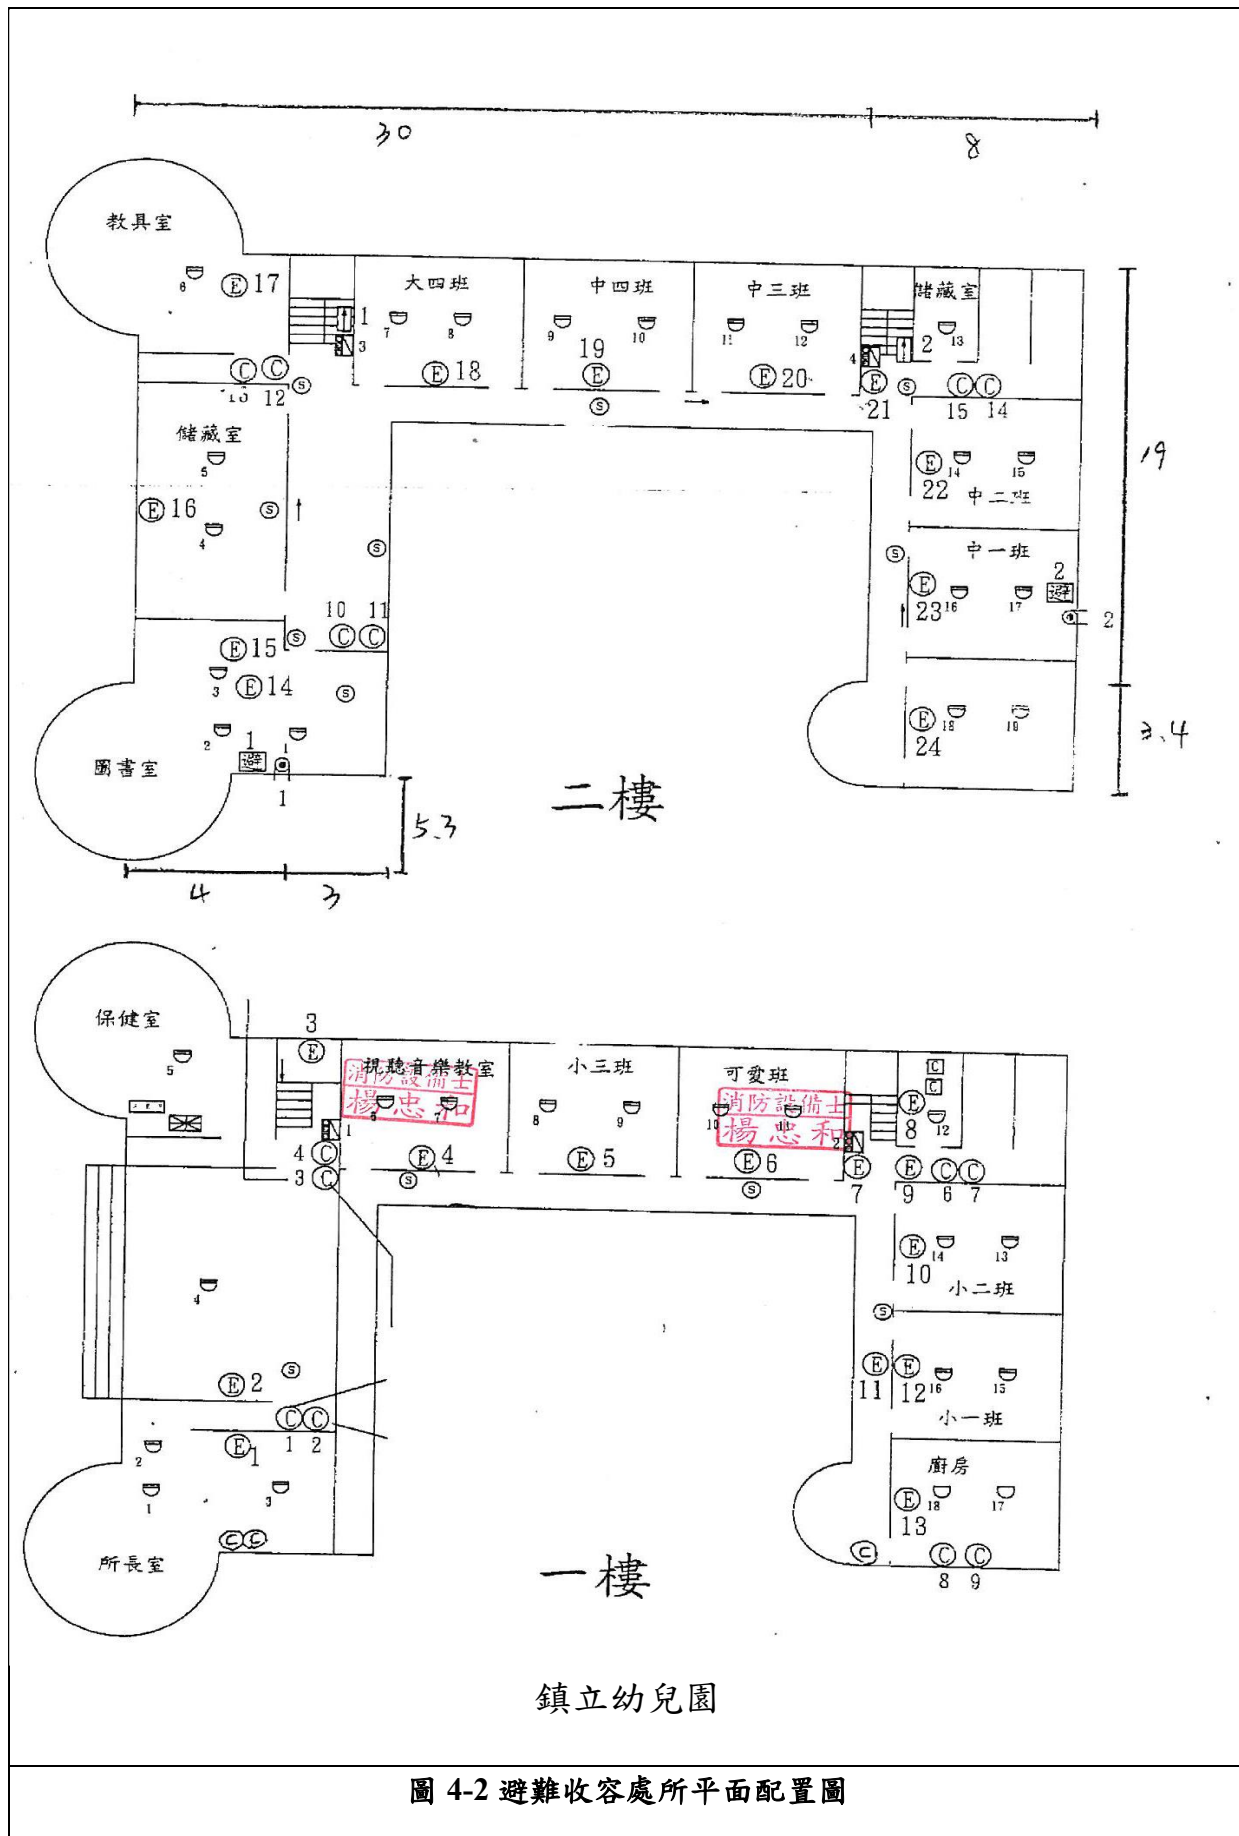 30
8
教具室
6
E 17
大四班
中四班
中三班
儲藏室
1
7
8
9
10
11
12
13
3
4
2
19
E 18
E
E 20
E
21
C C
13 12
S
S
S
C C
15 14
儲藏室
5
E 16
4
S
S
19
E
22
14
15
中二班
中一班
S
E
23
16
17
2
避
2
10 11
C C
S
E 15
3
E 14
S
2
1
1
避
1
圖書室
E
24
18
19
3.4
二樓
5.3
4
3
保健室
5
3
E
視聽音樂教室
小三班
可愛班
消防設備士
楊忠和
消防設備士
楊忠和
6
7
8
9
10
11
C
C
E
8
12
1
2
4 C
3 C
E 4
E 5
E 6
S
S
E
7
E
9
C C
6 7
E
10
14
13
小二班
4
S
E 2
S
E
11
E
12
16
15
小一班
C C
1 2
E 1
2
1
3
C C
所長室
廚房
E
13
18
17
C
C C
8 9
一樓
鎮立幼兒園
圖 4-2 避難收容處所平面配置圖